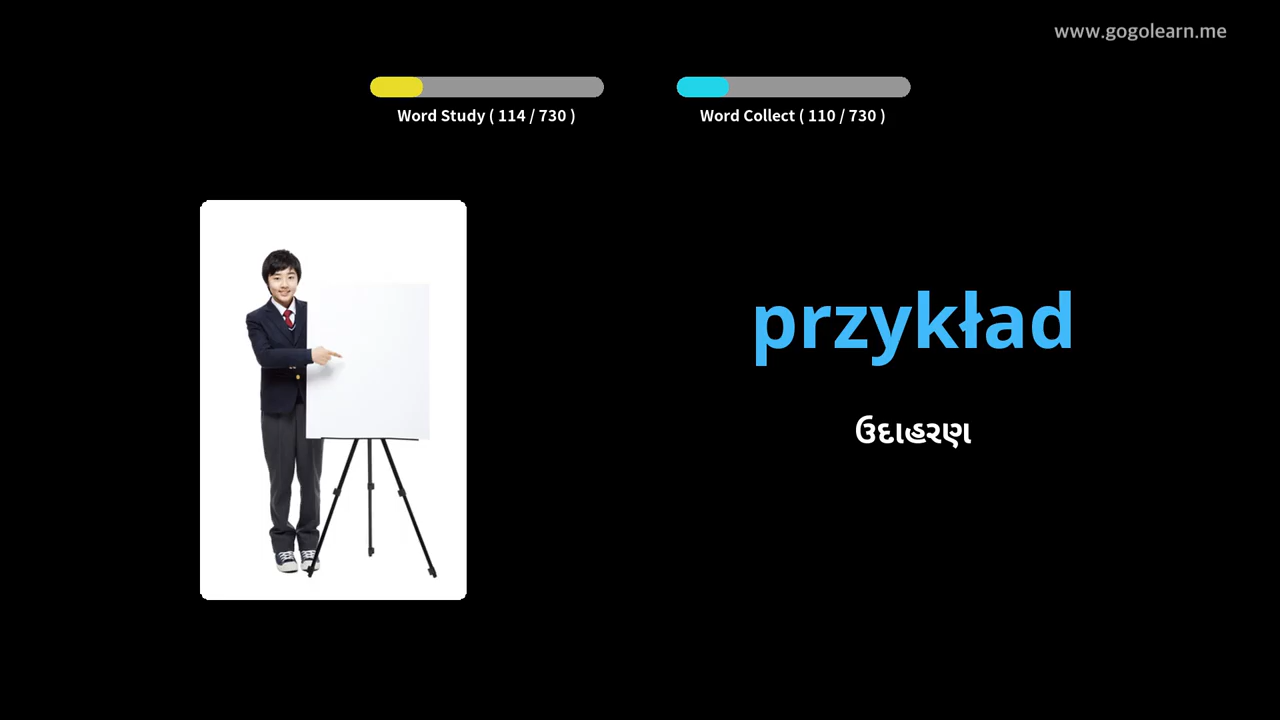 www.gogolearn.me
Word Study ( 114 / 730 )
Word Collect ( 110 / 730 )
przykład
ઉદાહરણ